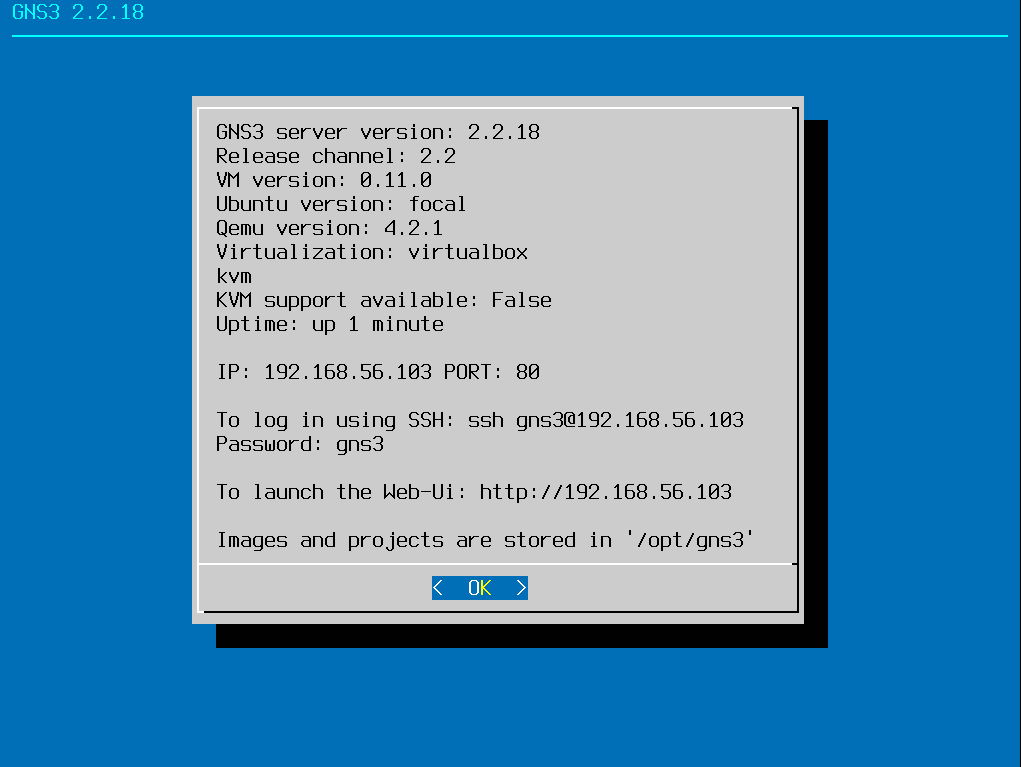 GNS3 2.2.18
GNS3 server version: 2.2.18
Release channel: 2.2
VM version: 0.11.0
Ubuntu version: focal
Qemu version: 4.2.1
Virtualization: virtualbox
kvm
KVM support available: False
Uptime: up 1 minute
IP: 192.168.56.103 PORT: 80
To log in using SSH: ssh gns3@192.168.56.103
Password: gns3
To launch the Web-Ui: http://192.168.56.103
Images and projects are stored in '/opt/gns3'
<  OK  >